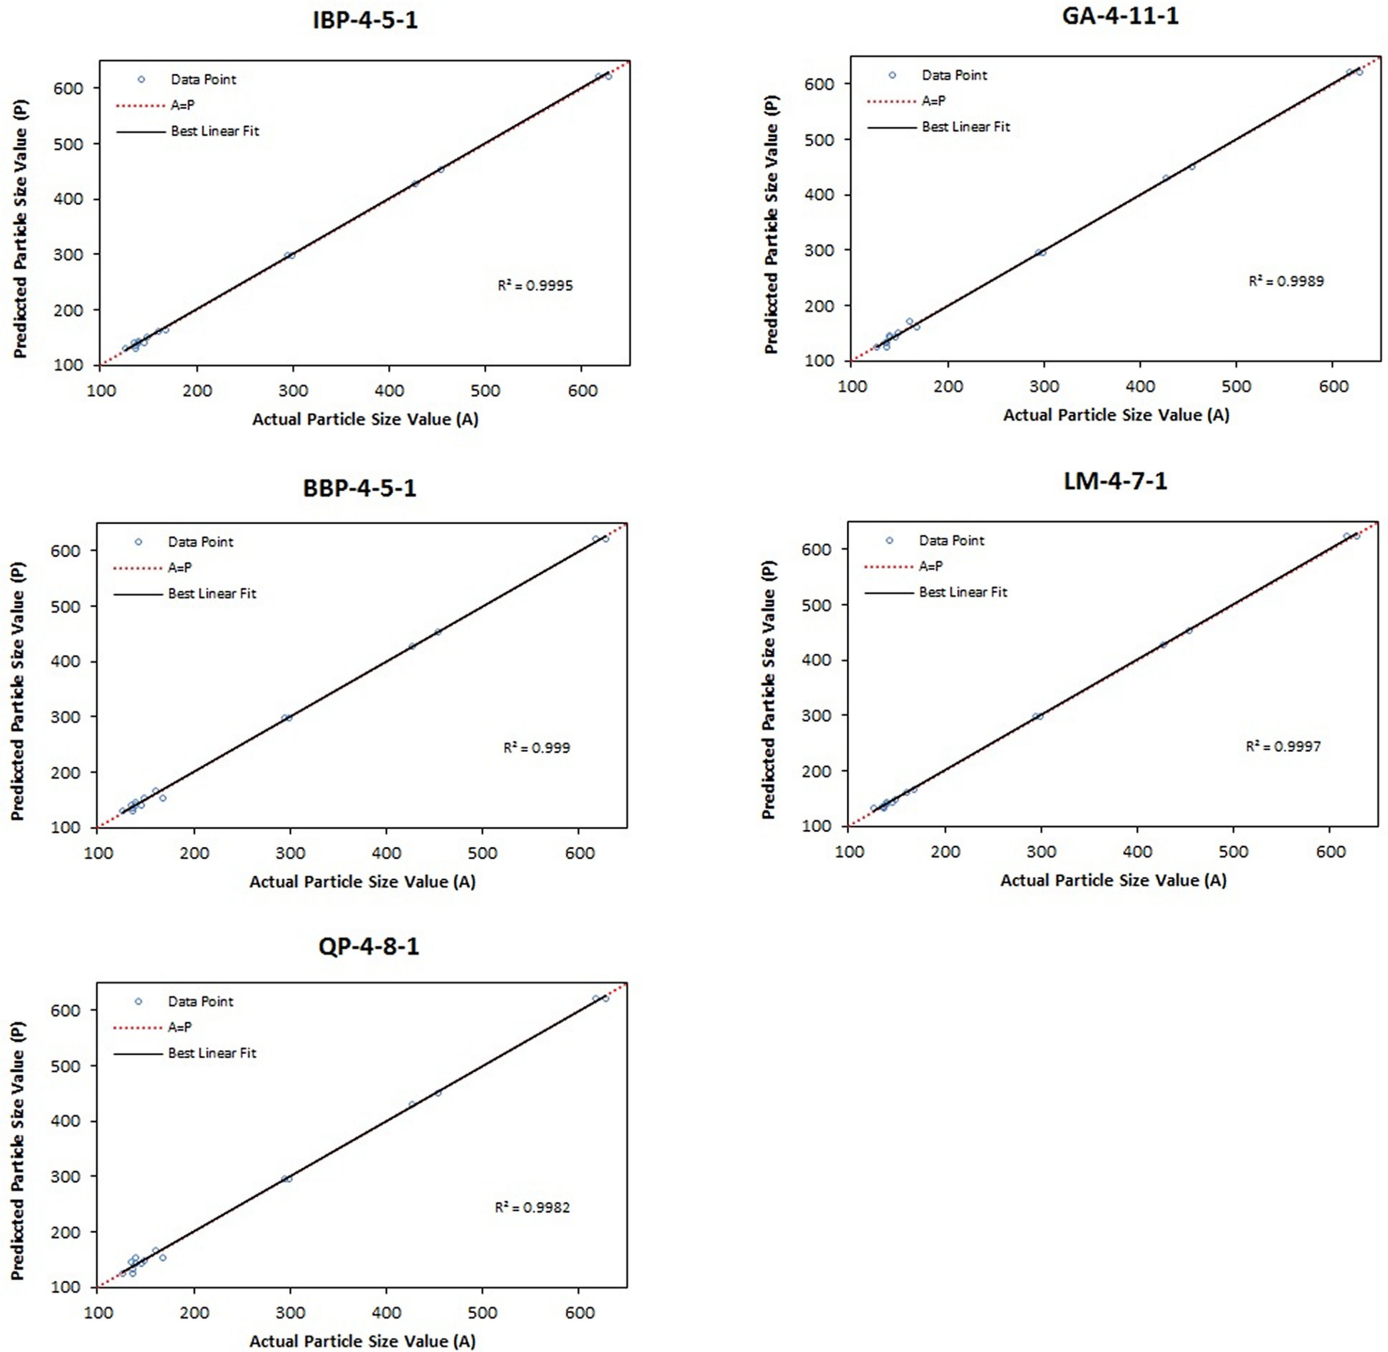 IBP-4-5-1
Prediccted Particle Size Value (P)
600
500
400
300
200
100
Data Point
A=P
Best Linear Fit
R² = 0.9995
100 200 300 400 500 600
Actual Particle Size Value (A)
GA-4-11-1
Prediccted Particle Size Value (P)
600
500
400
300
200
100
Data Point
A=P
Best Linear Fit
R² = 0.9989
100 200 300 400 500 600
Actual Particle Size Value (A)
BBP-4-5-1
Prediccted Particle Size Value (P)
600
500
400
300
200
100
Data Point
A=P
Best Linear Fit
R² = 0.999
100 200 300 400 500 600
Actual Particle Size Value (A)
LM-4-7-1
Prediccted Particle Size Value (P)
600
500
400
300
200
100
Data Point
A=P
Best Linear Fit
R² = 0.9997
100 200 300 400 500 600
Actual Particle Size Value (A)
QP-4-8-1
Prediccted Particle Size Value (P)
600
500
400
300
200
100
Data Point
A=P
Best Linear Fit
R² = 0.9982
100 200 300 400 500 600
Actual Particle Size Value (A)